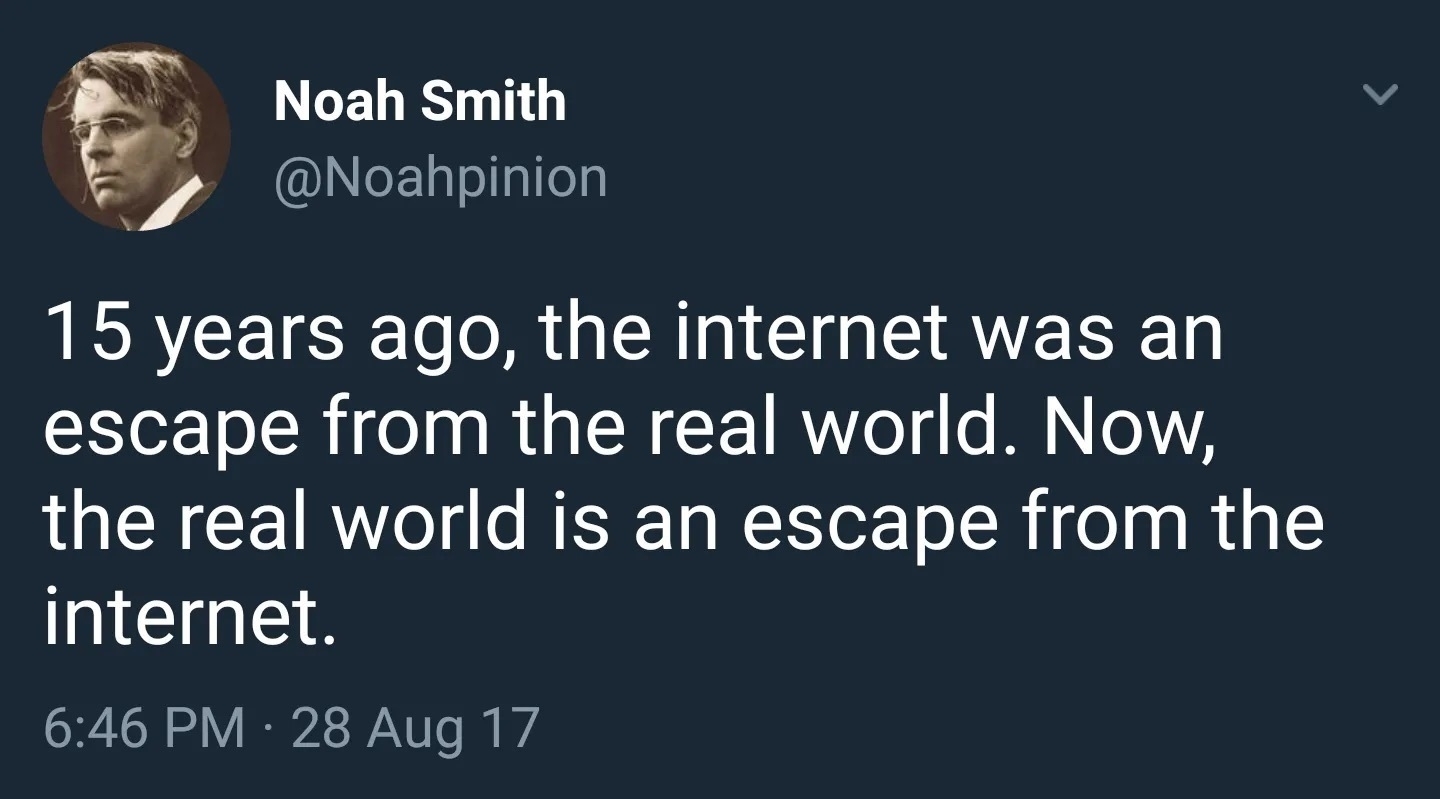 Noah Smith
@Noahpinion
15 years ago, the internet was an
escape from the real world. Now,
the real world is an escape from the
internet.
6:46 PM · 28 Aug 17